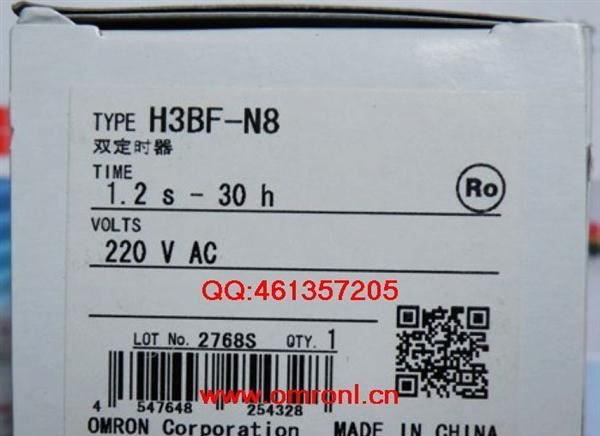 TYPE H3BF-N8
双定时器
TIME
1.2 s - 30 h
Ro
VOLTS
220 V AC
QQ:461357205
LOT No. 2768S QTY. 1
www.omronl.cn
4 547648 254328
OMRON Corporation MADE IN CHINA